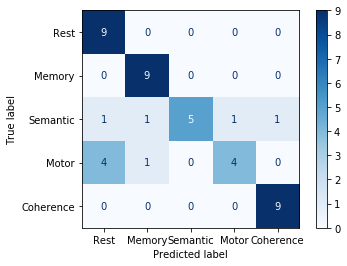 True label
Rest 9 0 0 0 0
Memory 0 9 0 0 0
Semantic 1 1 5 1 1
Motor 4 1 0 4 0
Coherence 0 0 0 0 9
Rest Memory Semantic Motor Coherence
Predicted label
9
8
7
6
5
4
3
2
1
0